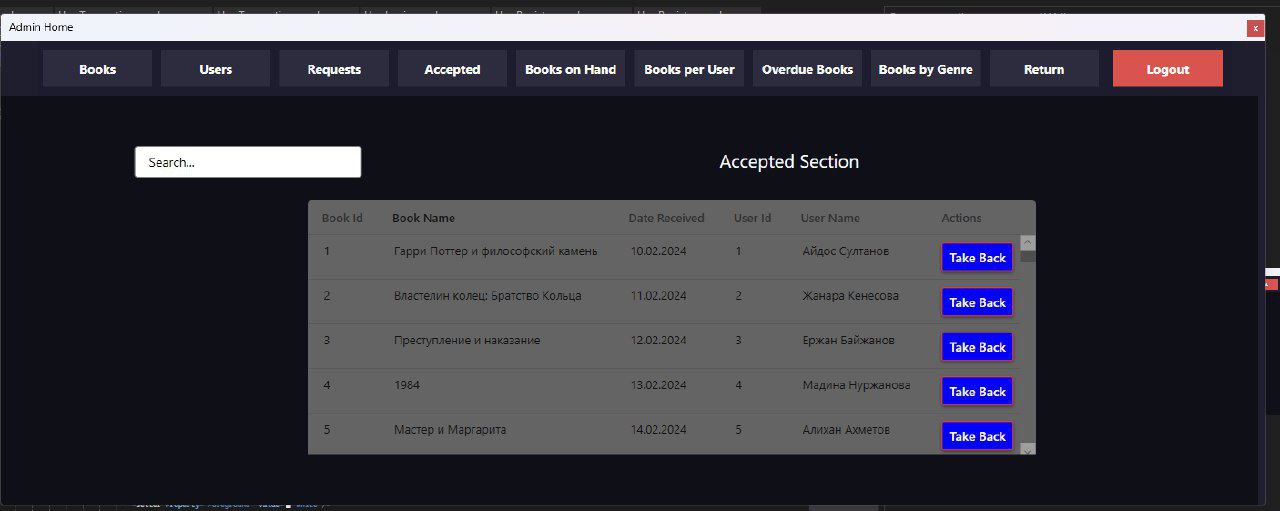 Admin Home
x
Books Users Requests Accepted Books on Hand Books per User Overdue Books Books by Genre Return Logout
Search...
Accepted Section
Book Id Book Name Date Received User Id User Name Actions
1 Гарри Поттер и философский камень 10.02.2024 1 Айдос Султанов Take Back
2 Властелин колец: Братство Кольца 11.02.2024 2 Жанара Кенесова Take Back
3 Преступление и наказание 12.02.2024 3 Ержан Байжанов Take Back
4 1984 13.02.2024 4 Мадина Нуржанова Take Back
5 Мастер и Маргарита 14.02.2024 5 Алихан Ахметов Take Back